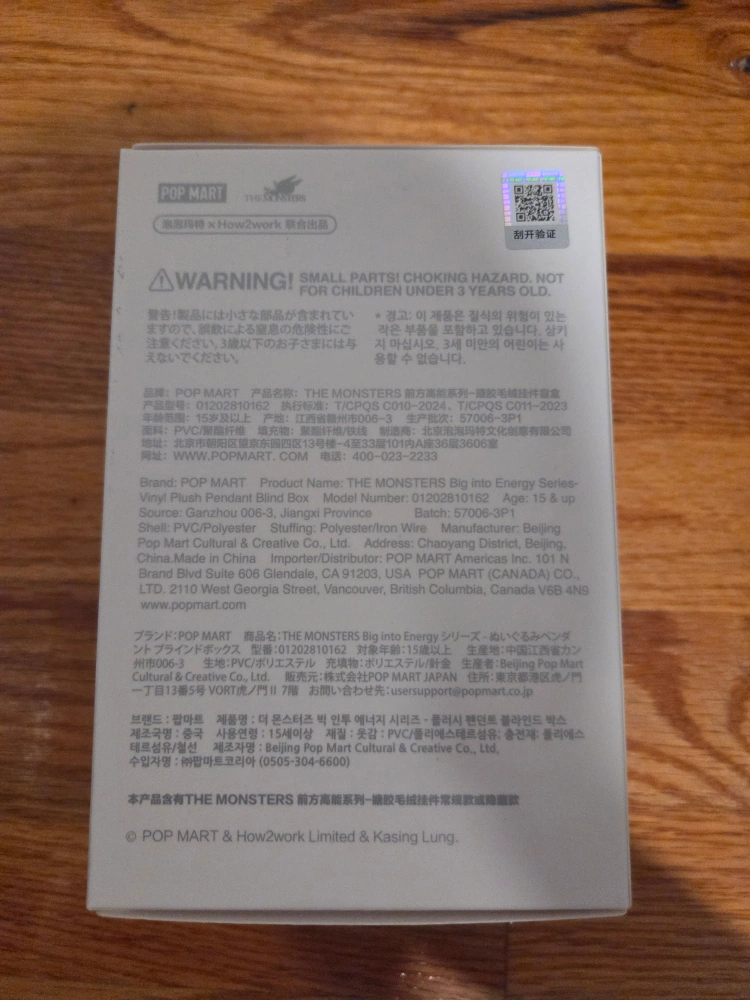 POP MART THE MONSTERS
泡泡玛特 × How2work 联合出品
刮开验证
WARNING! SMALL PARTS! CHOKING HAZARD. NOT
FOR CHILDREN UNDER 3 YEARS OLD.
警告!製品には小さな部品が含まれてい
ますので、誤飲による窒息の危険性にご
注意ください。3歳以下のお子さまには与
えないでください。
* 경고: 이 제품은 질식의 위험이 있는
작은 부품을 포함하고 있습니다. 삼키
지 마십시오. 3세 미만의 어린이는 사
용할 수 없습니다.
品牌: POP MART 产品名称: THE MONSTERS 前方高能系列-搪胶毛绒挂件盲盒
产品型号: 01202810162 执行标准: T/CPQS C010-2024、T/CPQS C011-2023
年龄范围: 15岁及以上 产地: 江西省赣州市006-3 生产批次: 57006-3P1
面料: PVC/聚酯纤维 填充物: 聚酯纤维/铁线 制造商: 北京泡泡玛特文化创意有限公司
地址: 北京市朝阳区望京东园四区13号楼-4至33层101内A座36层3606室
网址: WWW.POPMART. COM 电话: 400-023-2233
Brand: POP MART Product Name: THE MONSTERS Big into Energy Series-
Vinyl Plush Pendant Blind Box Model Number: 01202810162 Age: 15 & up
Source: Ganzhou 006-3, Jiangxi Province Batch: 57006-3P1
Shell: PVC/Polyester Stuffing: Polyester/Iron Wire Manufacturer: Beijing
Pop Mart Cultural & Creative Co., Ltd. Address: Chaoyang District, Beijing,
China.Made in China Importer/Distributor: POP MART Americas Inc. 101 N
Brand Blvd Suite 606 Glendale, CA 91203, USA POP MART (CANADA) CO.,
LTD. 2110 West Georgia Street, Vancouver, British Columbia, Canada V6B 4N9
www.popmart.com
ブランド:POP MART 商品名:THE MONSTERS Big into Energy シリーズ - ぬいぐるみペンダ
ント ブラインドボックス 型番:01202810162 対象年齢:15歳以上 生産地:中国江西省カン
州市006-3 生地:PVC/ポリエステル 充填物:ポリエステル/針金 生産者:Beijing Pop Mart
Cultural & Creative Co., Ltd. 販売元:株式会社POP MART JAPAN 住所:東京都港区虎ノ門
一丁目13番5号 VORT虎ノ門Ⅱ 7階 お問い合わせ先:usersupport@popmart.co.jp
브랜드 : 팝마트 제품명 : 더 몬스터즈 빅 인투 에너지 시리즈 - 플러시 펜던트 블라인드 박스
제조국명 : 중국 사용연령 : 15세이상 재질 : 옷감 : PVC/폴리에스테르섬유; 충전재: 폴리에스
테르섬유/철선 제조자명 : Beijing Pop Mart Cultural & Creative Co., Ltd.
수입자명 : ㈜팝마트코리아 (0505-304-6600)
本产品含有THE MONSTERS 前方高能系列-搪胶毛绒挂件常规款或隐藏款
© POP MART & How2work Limited & Kasing Lung.